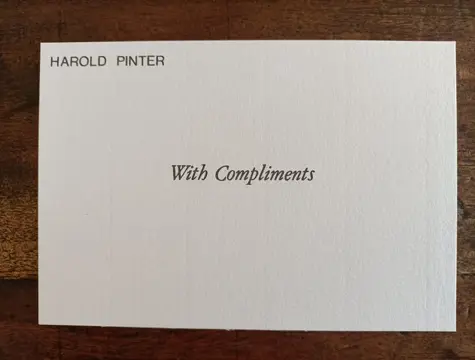 HAROLD PINTER
With Compliments